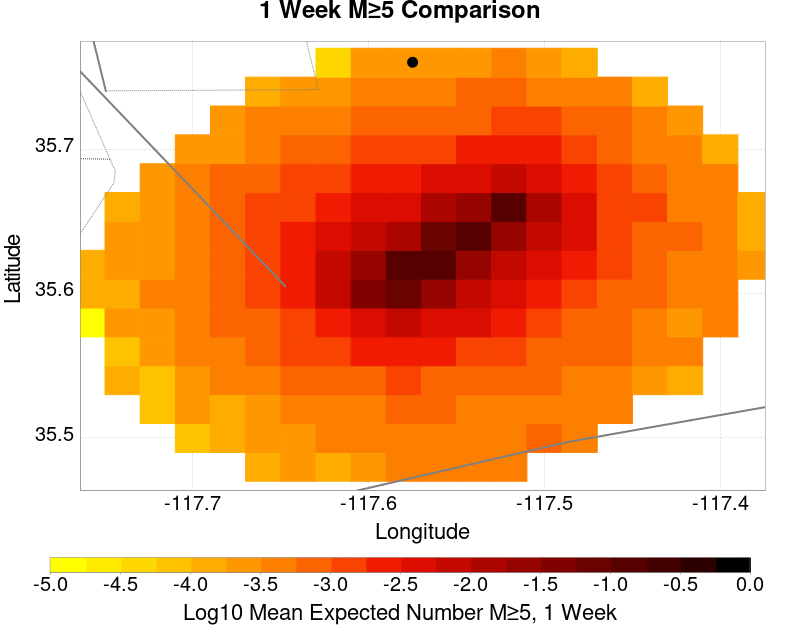 1 Week M≥5 Comparison
35.7
35.6
35.5
Latitude
-117.7 -117.6 -117.5 -117.4
Longitude
-5.0 -4.5 -4.0 -3.5 -3.0 -2.5 -2.0 -1.5 -1.0 -0.5 0.0
Log10 Mean Expected Number M≥5, 1 Week